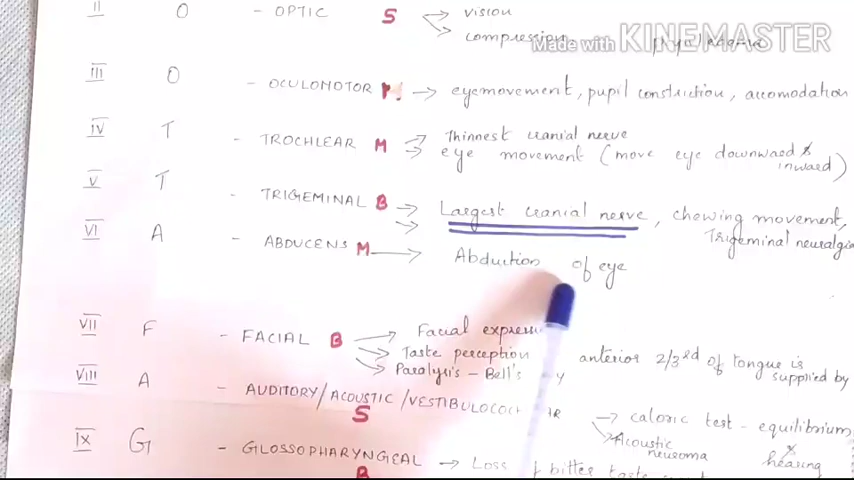 II O - OPTIC S vision
compression
Made with KINEMASTER
III O - OCULOMOTOR M → eyemovement, pupil constriction, accomodation
IV T - TROCHLEAR M → Thinnest cranial nerve
→ eye movement (move eye downward & inward)
V T - TRIGEMINAL B → Largest cranial nerve, chewing movement,
→ Trigeminal neuralgia
VI A - ABDUCENS M → Abduction of eye
VII F - FACIAL B → Facial
→ Taste perception anterior 2/3rd of tongue is supplied by
→ Paralysis - Bell's
VIII A - AUDITORY/ACOUSTIC S → caloric test - equilibrium &
→ Acoustic neuroma hearing
IX G - GLOSSOPHARYNGEAL B → Loss of bitter taste